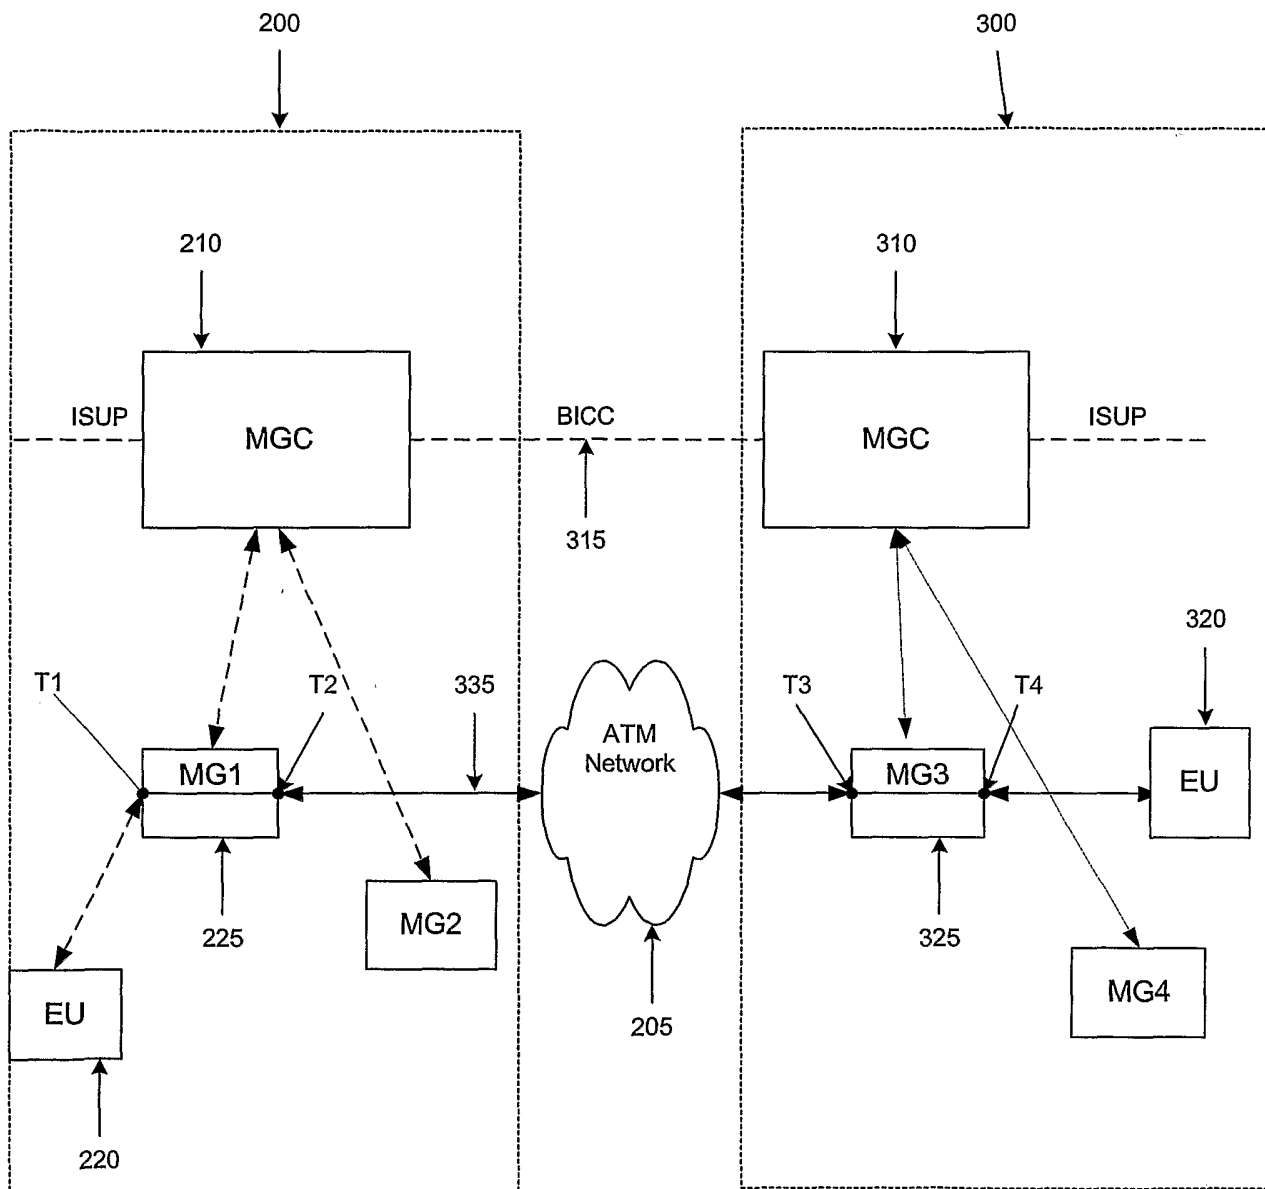 200
300
210
310
ISUP
BICC
ISUP
MGC
MGC
315
320
T1
T2
335
T3
T4
ATM
Network
MG1
MG3
EU
225
MG2
325
EU
205
MG4
220